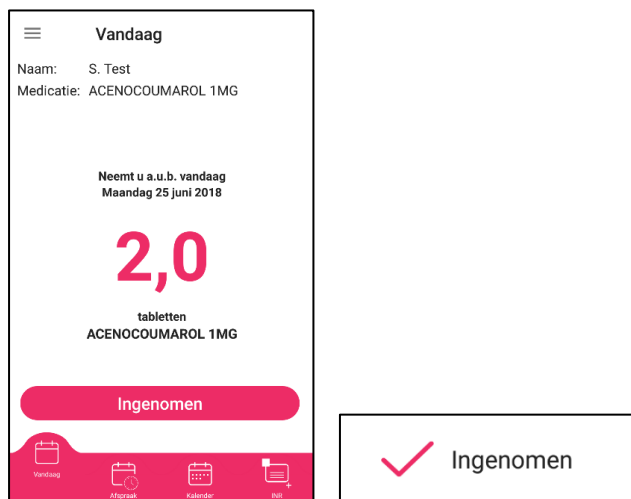 Vandaag
Naam: S. Test
Medicatie: ACENOCOUMAROL 1MG
Neemt u a.u.b. vandaag
Maandag 25 juni 2018
2,0
tabletten
ACENOCOUMAROL 1MG
Ingenomen
Vandaag
Afspraak
Kalender
INR
Ingenomen